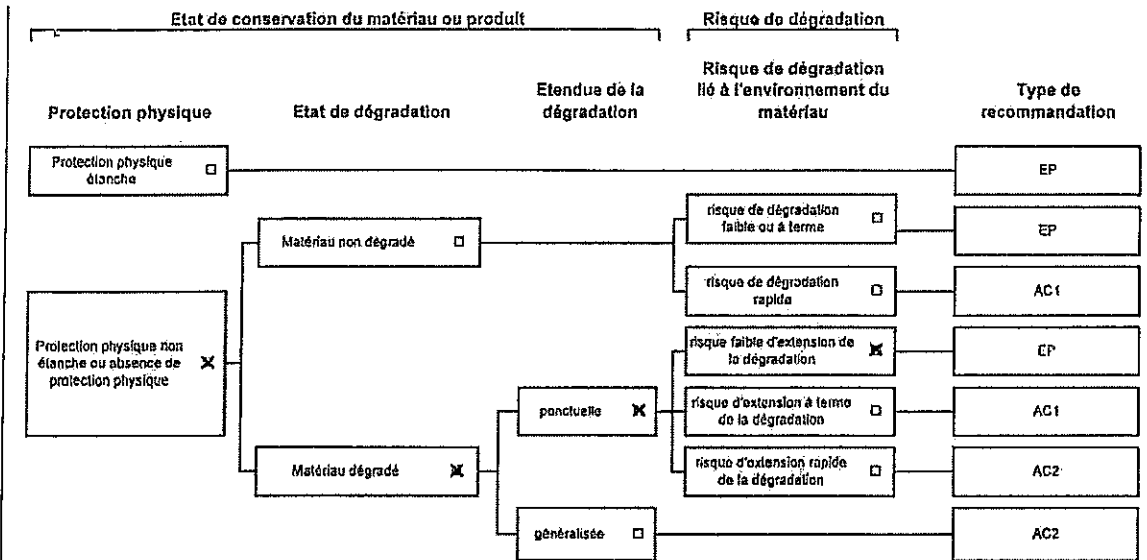 Etat de conservation du matériau ou produit
Risque de dégradation
Protection physique
Etat de dégradation
Etendue de la
dégradation
Risque de dégradation
lié à l'environnement du
matériau
Type de
recommandation
Protection physique
étanche
EP
Matériau non dégradé
risque de dégradation
faible ou à terme
EP
risque de dégradation
rapide
AC1
Protection physique non
étanche ou absence de
protection physique
risque faible d'extension de
la dégradation
EP
ponctuelle
risque d'extension à terme
de la dégradation
AC1
Matériau dégradé
risque d'extension rapide
de la dégradation
AC2
généralisée
AC2